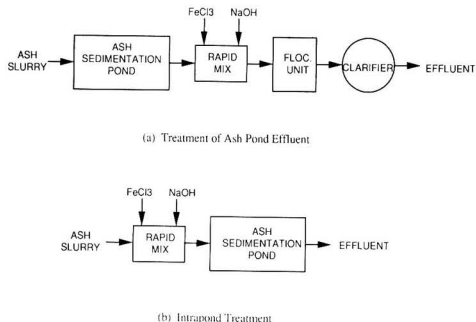 FeCl3 NaOH
ASH
SLURRY
ASH
SEDIMENTATION
POND
RAPID
MIX
FLOC.
UNIT
CLARIFIER
EFFLUENT
(a) Treatment of Ash Pond Effluent
FeCl3 NaOH
ASH
SLURRY
RAPID
MIX
ASH
SEDIMENTATION
POND
EFFLUENT
(b) Intrapond Treatment